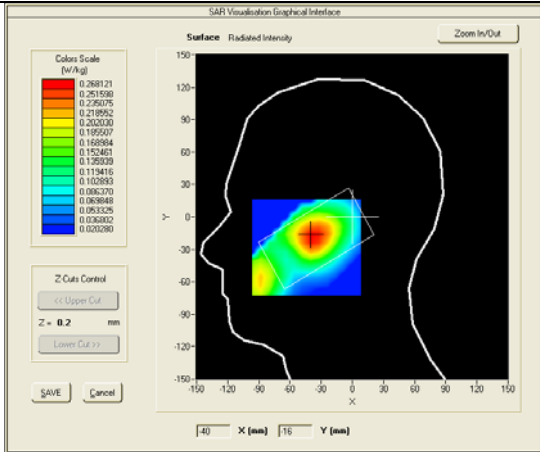 SAR Visualisation Graphical Interface
Surface Radiated Intensity
Zoom In/Out
Colors Scale
(W/kg)
0.268121
0.251598
0.235075
0.218552
0.202030
0.185507
0.168984
0.152461
0.135939
0.119416
0.102893
0.086370
0.069848
0.053325
0.036802
0.020280
Z Cuts Control
<< Upper Cut
Z = 0.2 mm
Lower Cut >>
SAVE Cancel
150
120
90
60
30
0
-30
-60
-90
-120
-150
Y
-150 -120 -90 -60 -30 0 30 60 90 120 150
X
-40 X (mm) -16 Y (mm)